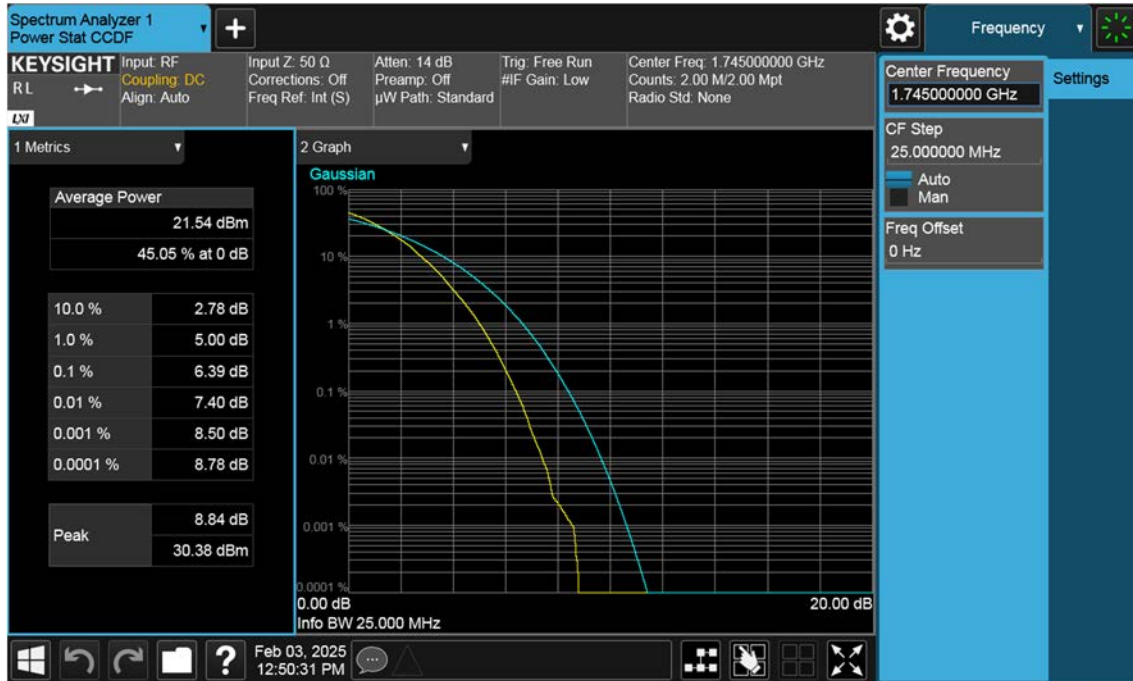 Spectrum Analyzer 1
Power Stat CCDF
Frequency
KEYSIGHT
R L
LXI
Input: RF
Coupling: DC
Align: Auto
Input Z: 50 Ω
Corrections: Off
Freq Ref: Int (S)
Atten: 14 dB
Preamp: Off
µW Path: Standard
Trig: Free Run
#IF Gain: Low
Center Freq: 1.745000000 GHz
Counts: 2.00 M/2.00 Mpt
Radio Std: None
Center Frequency
1.745000000 GHz
Settings
CF Step
25.000000 MHz
Auto
Man
Freq Offset
0 Hz
1 Metrics
Average Power
21.54 dBm
45.05 % at 0 dB
10.0 % 2.78 dB
1.0 % 5.00 dB
0.1 % 6.39 dB
0.01 % 7.40 dB
0.001 % 8.50 dB
0.0001 % 8.78 dB
Peak
8.84 dB
30.38 dBm
2 Graph
Gaussian
100 %
10 %
1 %
0.1 %
0.01 %
0.001 %
0.0001 %
0.00 dB 20.00 dB
Info BW 25.000 MHz
?
Feb 03, 2025
12:50:31 PM